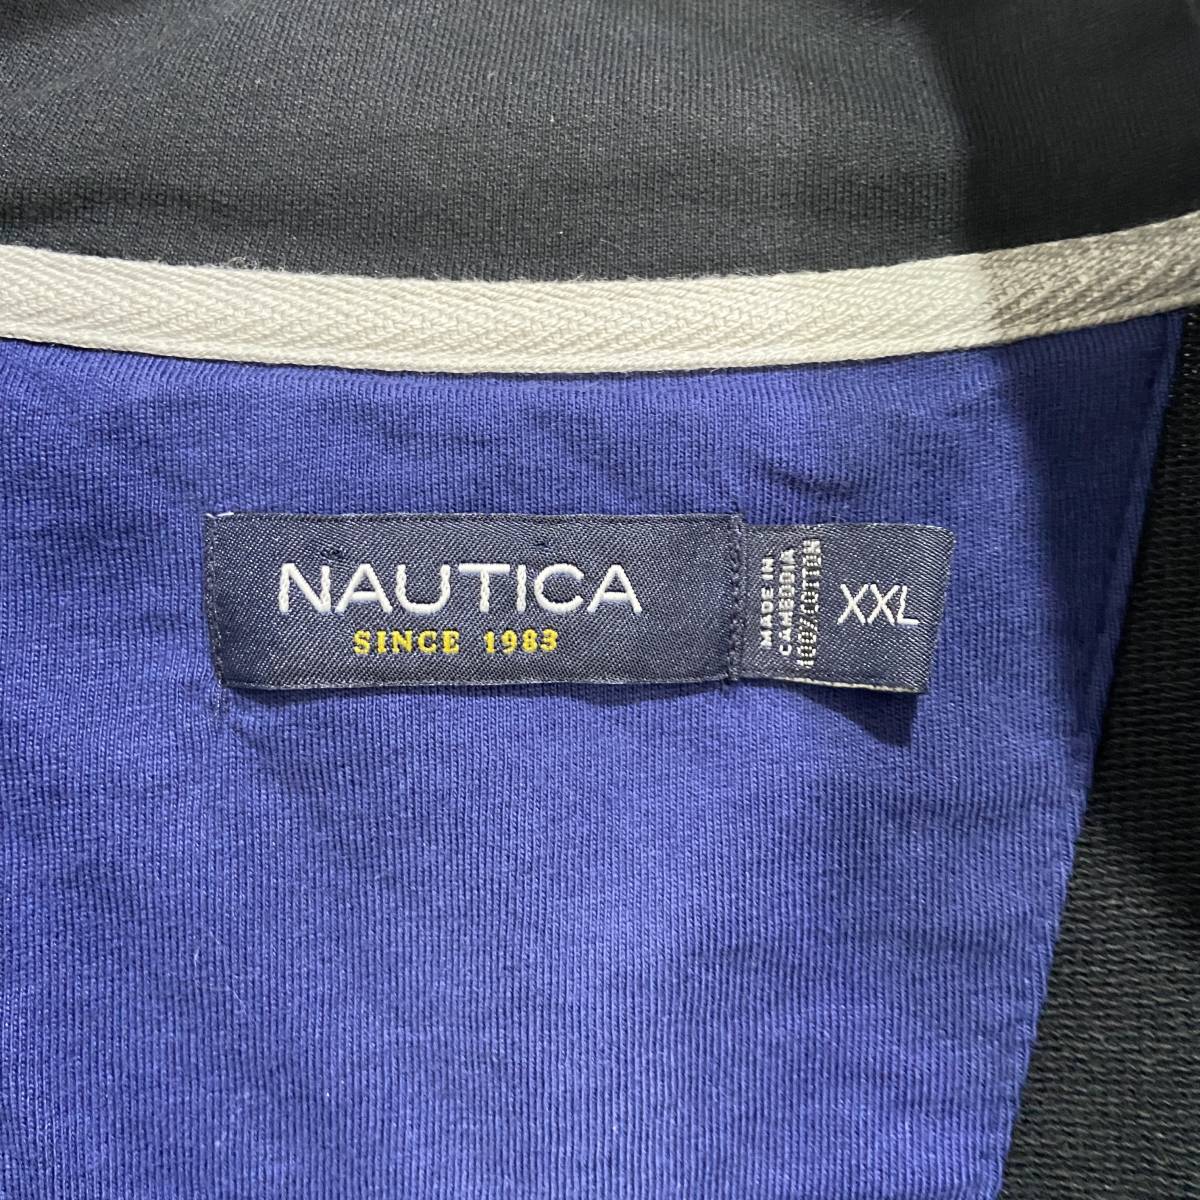 NAUTICA
SINCE 1983
MADE IN
CAMBODIA
100%COTTON
XXL